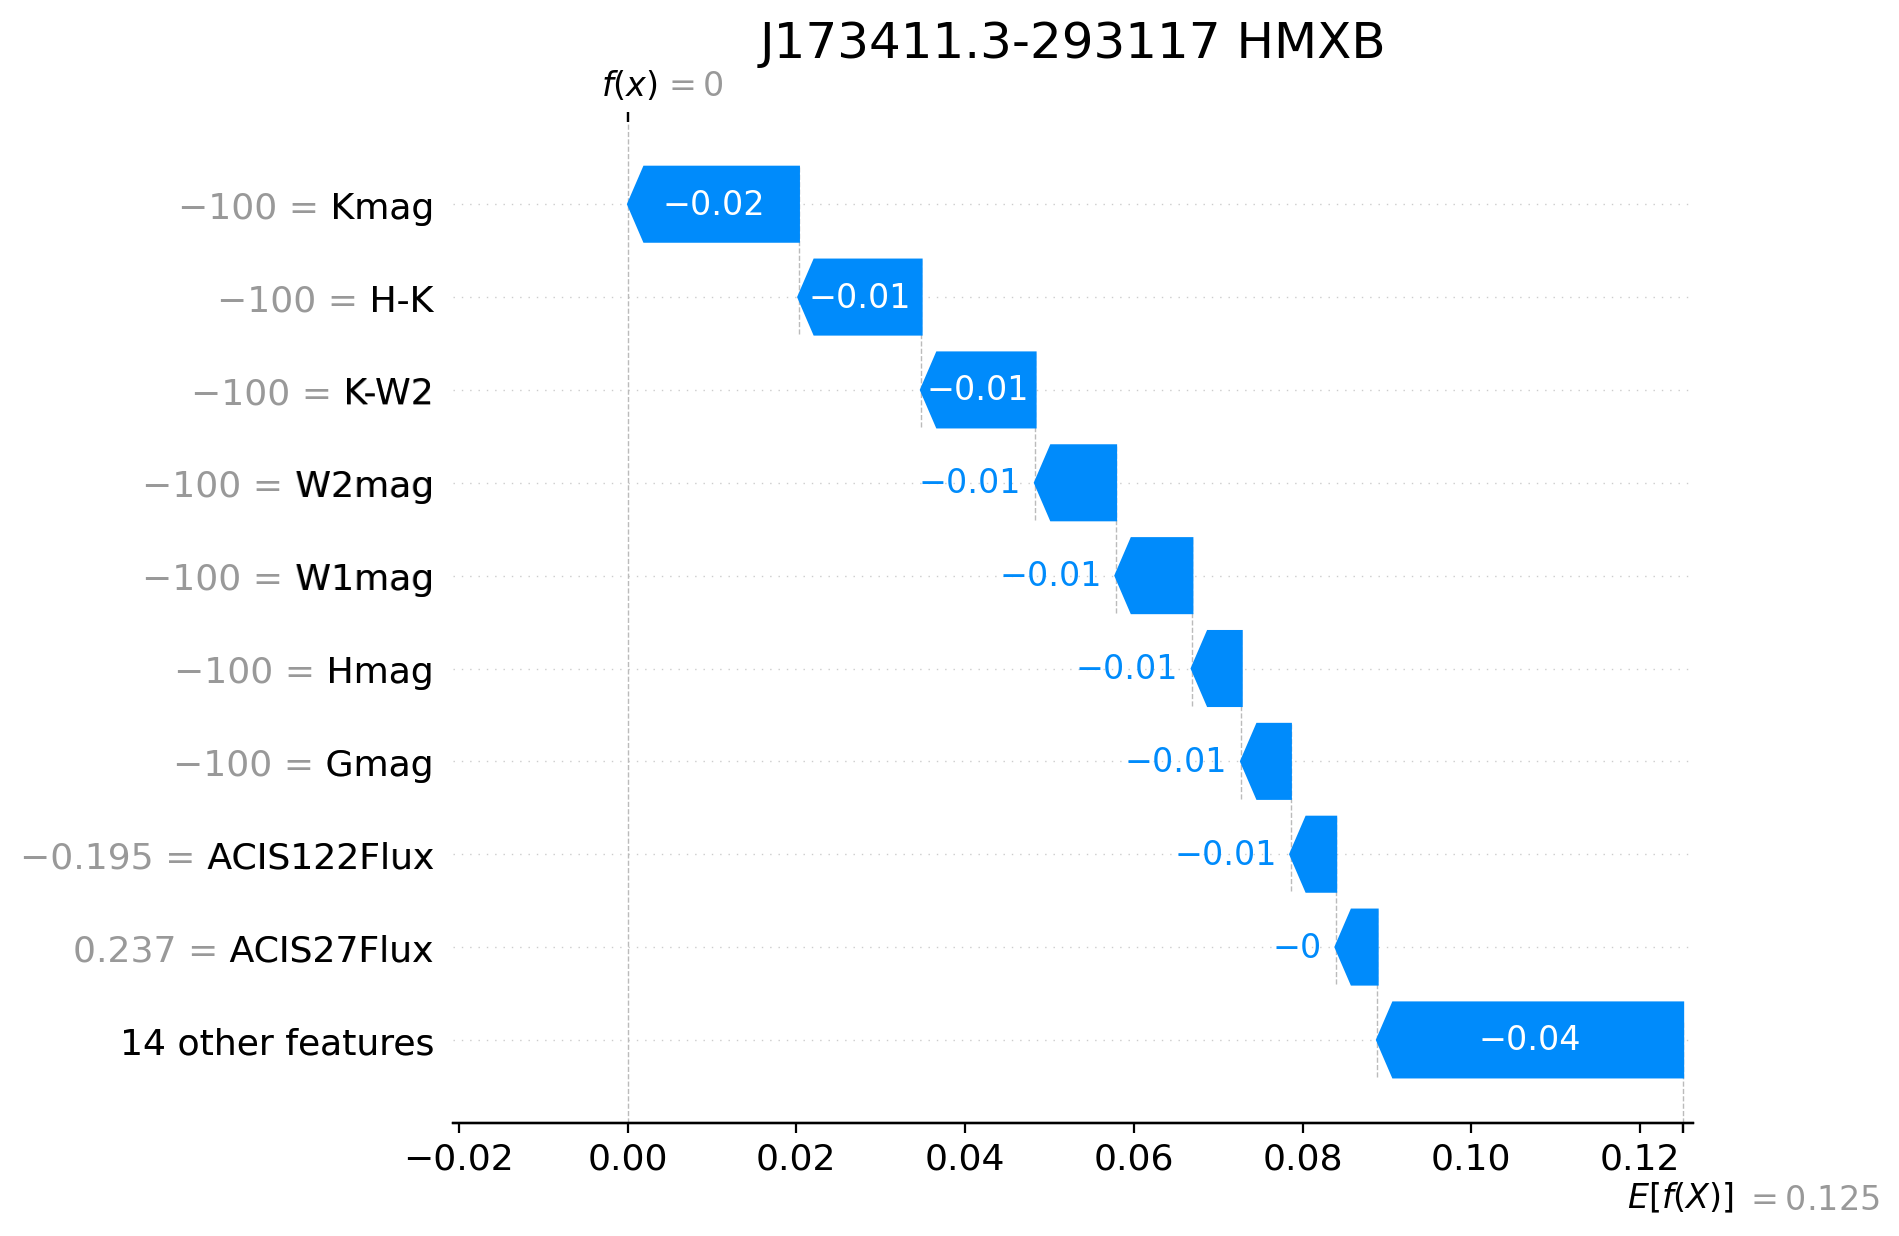 J173411.3-293117 HMXB
f(x) = 0
−100 = Kmag
−0.02
−100 = H-K
−0.01
−100 = K-W2
−0.01
−100 = W2mag
−0.01
−100 = W1mag
−0.01
−100 = Hmag
−0.01
−100 = Gmag
−0.01
−0.195 = ACIS122Flux
−0.01
0.237 = ACIS27Flux
−0
14 other features
−0.04
−0.02 0.00 0.02 0.04 0.06 0.08 0.10 0.12
E[f(X)] = 0.125